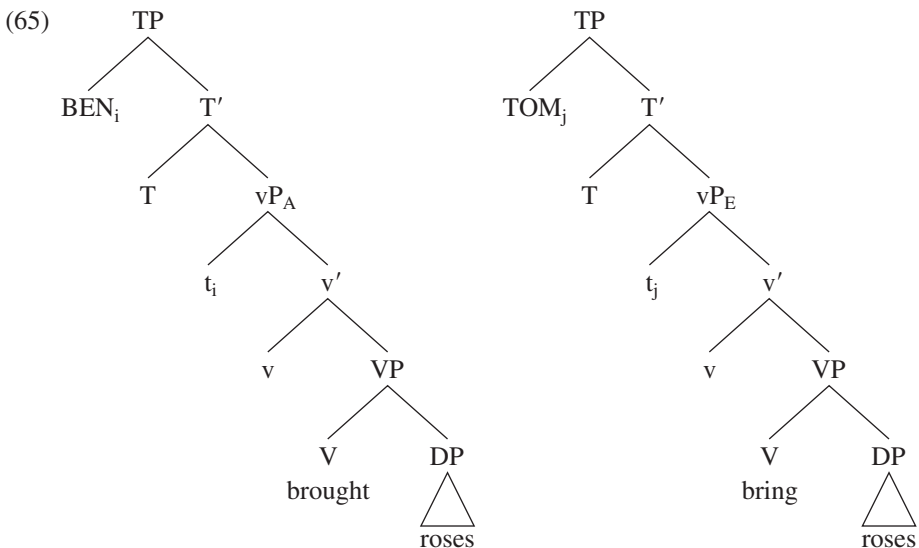 (65) TP TP
BENi T′ TOMj T′
T vPA T vPE
ti v′ tj v′
v VP v VP
V DP V DP
brought bring
roses roses